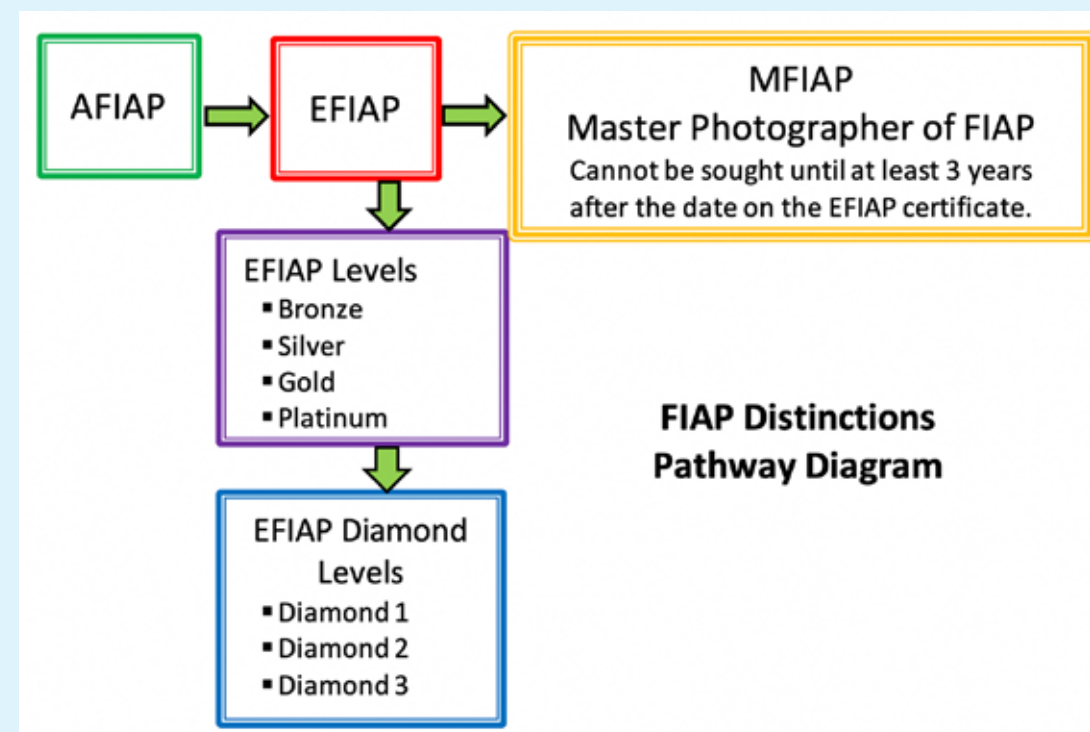 AFIAP
EFIAP
MFIAP
Master Photographer of FIAP
Cannot be sought until at least 3 years
after the date on the EFIAP certificate.
EFIAP Levels
▪ Bronze
▪ Silver
▪ Gold
▪ Platinum
FIAP Distinctions
Pathway Diagram
EFIAP Diamond
Levels
▪ Diamond 1
▪ Diamond 2
▪ Diamond 3